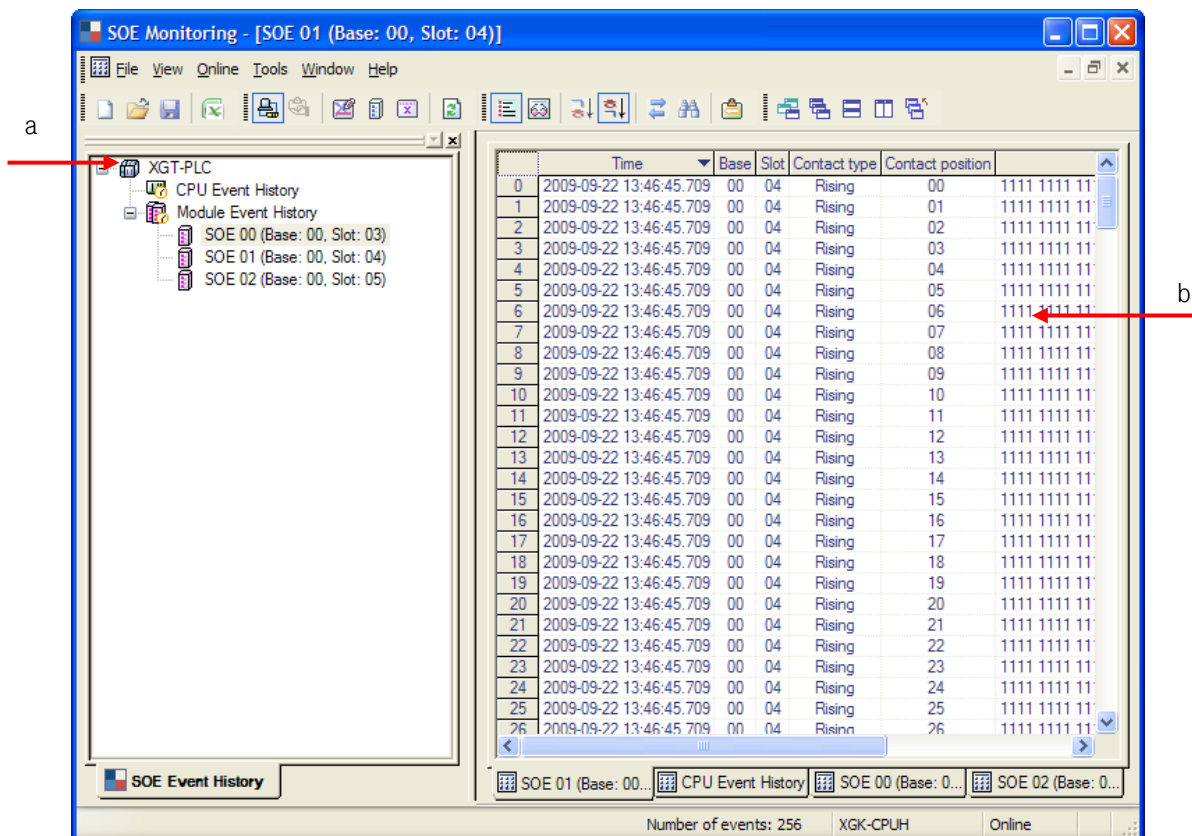 SOE Monitoring - [SOE 01 (Base: 00, Slot: 04)]
File View Online Tools Window Help
a
XGT-PLC
CPU Event History
Module Event History
SOE 00 (Base: 00, Slot: 03)
SOE 01 (Base: 00, Slot: 04)
SOE 02 (Base: 00, Slot: 05)
SOE Event History
Time Base Slot Contact type Contact position
0 2009-09-22 13:46:45.709 00 04 Rising 00 1111 1111 11
1 2009-09-22 13:46:45.709 00 04 Rising 01 1111 1111 11
2 2009-09-22 13:46:45.709 00 04 Rising 02 1111 1111 11
3 2009-09-22 13:46:45.709 00 04 Rising 03 1111 1111 11
4 2009-09-22 13:46:45.709 00 04 Rising 04 1111 1111 11
5 2009-09-22 13:46:45.709 00 04 Rising 05 1111 1111 11
6 2009-09-22 13:46:45.709 00 04 Rising 06 1111 1111 11
7 2009-09-22 13:46:45.709 00 04 Rising 07 1111 1111 11
8 2009-09-22 13:46:45.709 00 04 Rising 08 1111 1111 11
9 2009-09-22 13:46:45.709 00 04 Rising 09 1111 1111 11
10 2009-09-22 13:46:45.709 00 04 Rising 10 1111 1111 11
11 2009-09-22 13:46:45.709 00 04 Rising 11 1111 1111 11
12 2009-09-22 13:46:45.709 00 04 Rising 12 1111 1111 11
13 2009-09-22 13:46:45.709 00 04 Rising 13 1111 1111 11
14 2009-09-22 13:46:45.709 00 04 Rising 14 1111 1111 11
15 2009-09-22 13:46:45.709 00 04 Rising 15 1111 1111 11
16 2009-09-22 13:46:45.709 00 04 Rising 16 1111 1111 11
17 2009-09-22 13:46:45.709 00 04 Rising 17 1111 1111 11
18 2009-09-22 13:46:45.709 00 04 Rising 18 1111 1111 11
19 2009-09-22 13:46:45.709 00 04 Rising 19 1111 1111 11
20 2009-09-22 13:46:45.709 00 04 Rising 20 1111 1111 11
21 2009-09-22 13:46:45.709 00 04 Rising 21 1111 1111 11
22 2009-09-22 13:46:45.709 00 04 Rising 22 1111 1111 11
23 2009-09-22 13:46:45.709 00 04 Rising 23 1111 1111 11
24 2009-09-22 13:46:45.709 00 04 Rising 24 1111 1111 11
25 2009-09-22 13:46:45.709 00 04 Rising 25 1111 1111 11
26 2009-09-22 13:46:45.709 00 04 Rising 26 1111 1111 11
b
SOE 01 (Base: 00... CPU Event History SOE 00 (Base: 0... SOE 02 (Base: 0...
Number of events: 256 XGK-CPUH Online